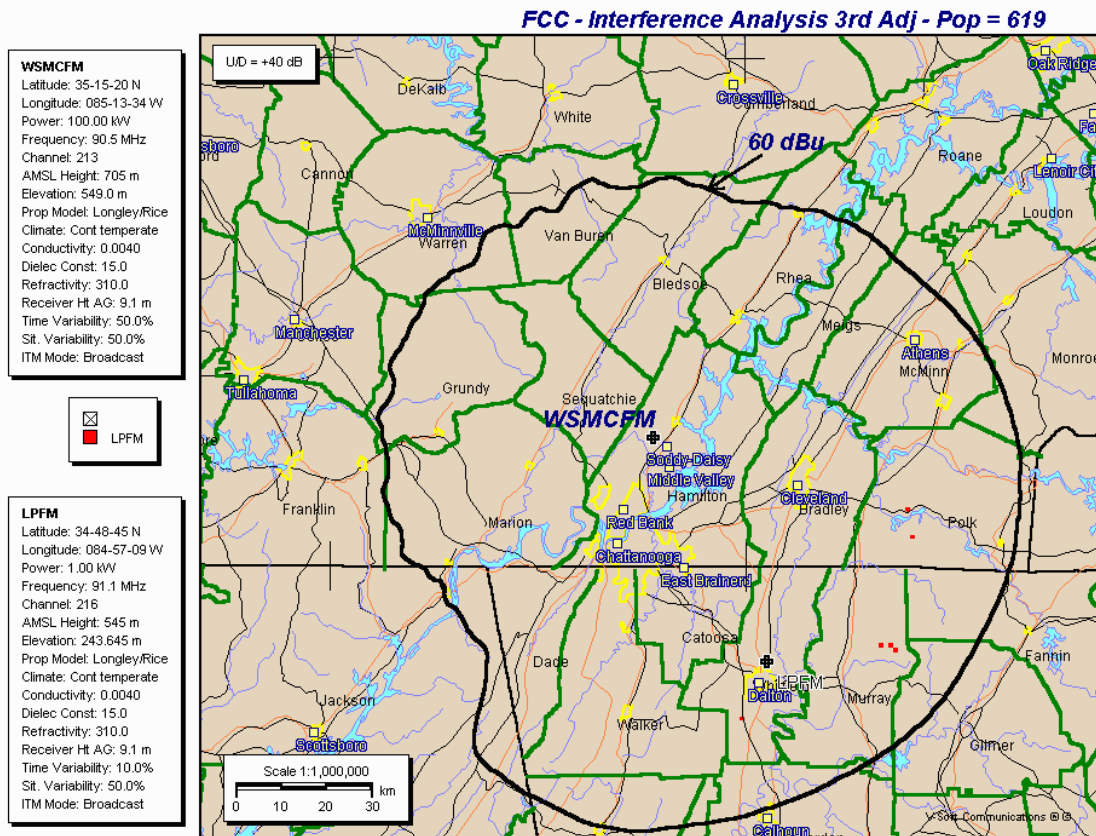 FCC - Interference Analysis 3rd Adj - Pop = 619
WSMCFM
Latitude: 35-15-20 N
Longitude: 085-13-34 W
Power: 100.00 kW
Frequency: 90.5 MHz
Channel: 213
AMSL Height: 705 m
Elevation: 549.0 m
Prop Model: Longley/Rice
Climate: Cont temperate
Conductivity: 0.0040
Dielec Const: 15.0
Refractivity: 310.0
Receiver Ht AG: 9.1 m
Time Variability: 50.0%
Sit. Variability: 50.0%
ITM Mode: Broadcast
LPFM
LPFM
Latitude: 34-48-45 N
Longitude: 084-57-09 W
Power: 1.00 kW
Frequency: 91.1 MHz
Channel: 216
AMSL Height: 545 m
Elevation: 243.645 m
Prop Model: Longley/Rice
Climate: Cont temperate
Conductivity: 0.0040
Dielec Const: 15.0
Refractivity: 310.0
Receiver Ht AG: 9.1 m
Time Variability: 10.0%
Sit. Variability: 50.0%
ITM Mode: Broadcast
U/D = +40 dB
Oak Ridge
DeKalb
Crossville
Cumberland
White
60 dBu
sboro
Roane
Lenoir Cit
Cannon
Loudon
McMinnville
Warren
Van Buren
Bledsoe
Rhea
Meigs
Manchester
Athens
McMinn
Monroe
Tullahoma
Grundy
Sequatchie
WSMCFM
Soddy-Daisy
Middle Valley
Hamilton
Cleveland
Bradley
Franklin
Marion
Red Bank
Polk
Chattanooga
East Brainerd
Catoosa
Dade
Fannin
LPFM
Dalton
Murray
Jackson
Walker
Scottsboro
Gilmer
Scale 1:1,000,000
0 10 20 30 km
V-Soft Communications ® ©
Calhoun